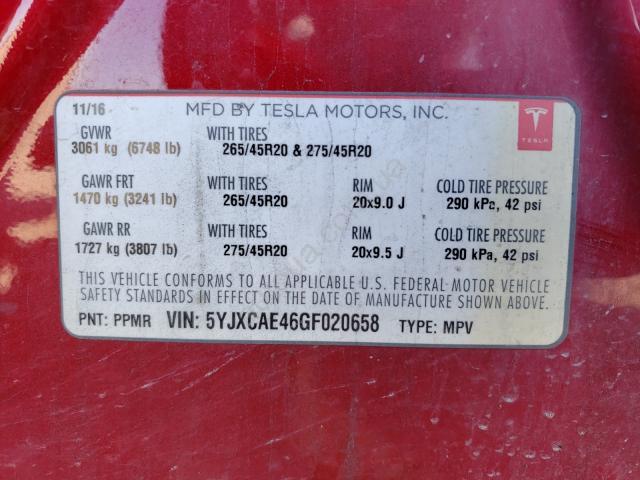 11/16 MFD BY TESLA MOTORS, INC.
GVWR WITH TIRES
3061 kg (6748 lb) 265/45R20 & 275/45R20
TESLA
GAWR FRT WITH TIRES RIM COLD TIRE PRESSURE
1470 kg (3241 lb) 265/45R20 20x9.0 J 290 kPa, 42 psi
GAWR RR WITH TIRES RIM COLD TIRE PRESSURE
1727 kg (3807 lb) 275/45R20 20x9.5 J 290 kPa, 42 psi
THIS VEHICLE CONFORMS TO ALL APPLICABLE U.S. FEDERAL MOTOR VEHICLE
SAFETY STANDARDS IN EFFECT ON THE DATE OF MANUFACTURE SHOWN ABOVE.
PNT: PPMR VIN: 5YJXCAE46GF020658 TYPE: MPV